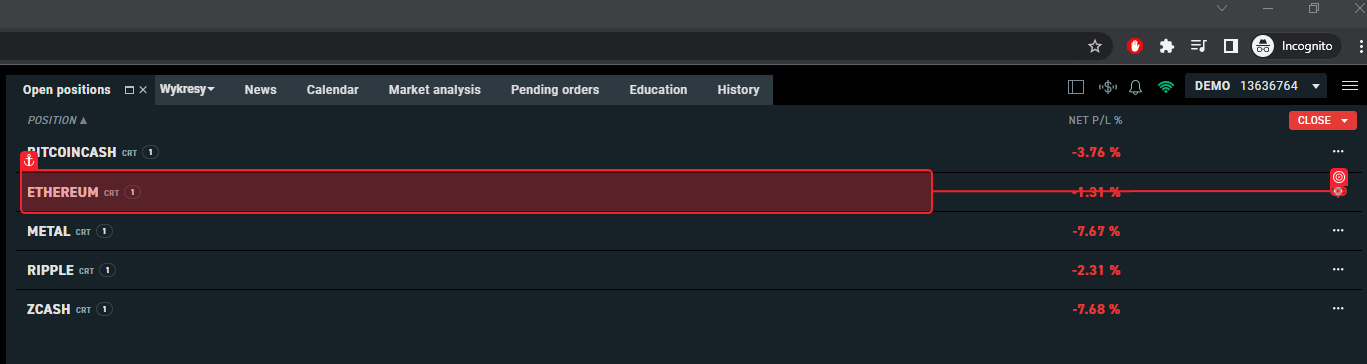 Incognito
Open positions Wykresy News Calendar Market analysis Pending orders Education History DEMO 13636764
POSITION NET P/L % CLOSE
BITCOINCASH CRT 1 -3.76 %
ETHEREUM CRT 1 -1.31 %
METAL CRT 1 -7.67 %
RIPPLE CRT 1 -2.31 %
ZCASH CRT 1 -7.68 %